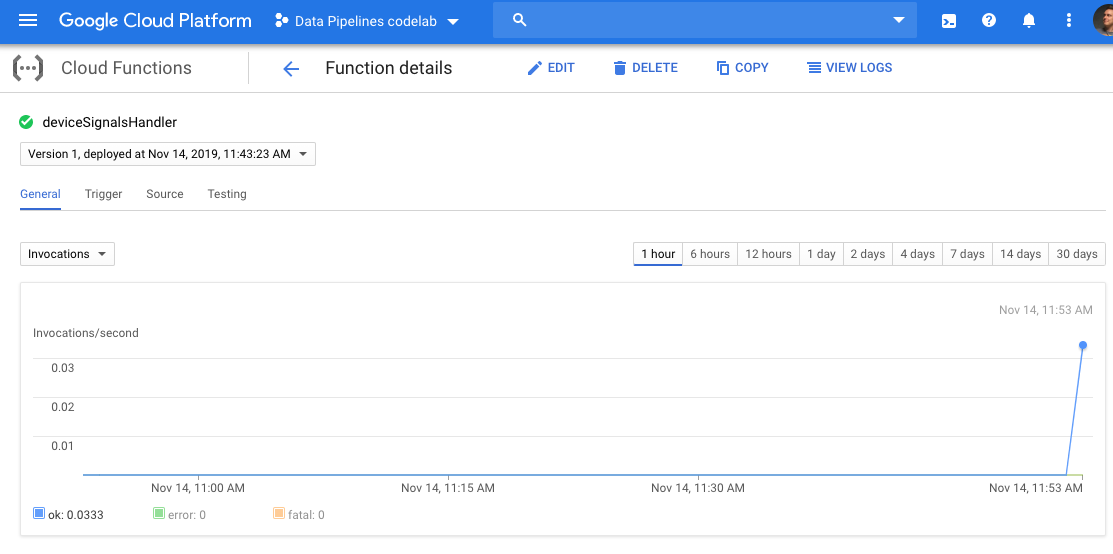 Google Cloud Platform Data Pipelines codelab
Cloud Functions Function details EDIT DELETE COPY VIEW LOGS
deviceSignalsHandler
Version 1, deployed at Nov 14, 2019, 11:43:23 AM
General Trigger Source Testing
Invocations 1 hour 6 hours 12 hours 1 day 2 days 4 days 7 days 14 days 30 days
Nov 14, 11:53 AM
Invocations/second
0.03
0.02
0.01
Nov 14, 11:00 AM Nov 14, 11:15 AM Nov 14, 11:30 AM Nov 14, 11:53 AM
ok: 0.0333 error: 0 fatal: 0